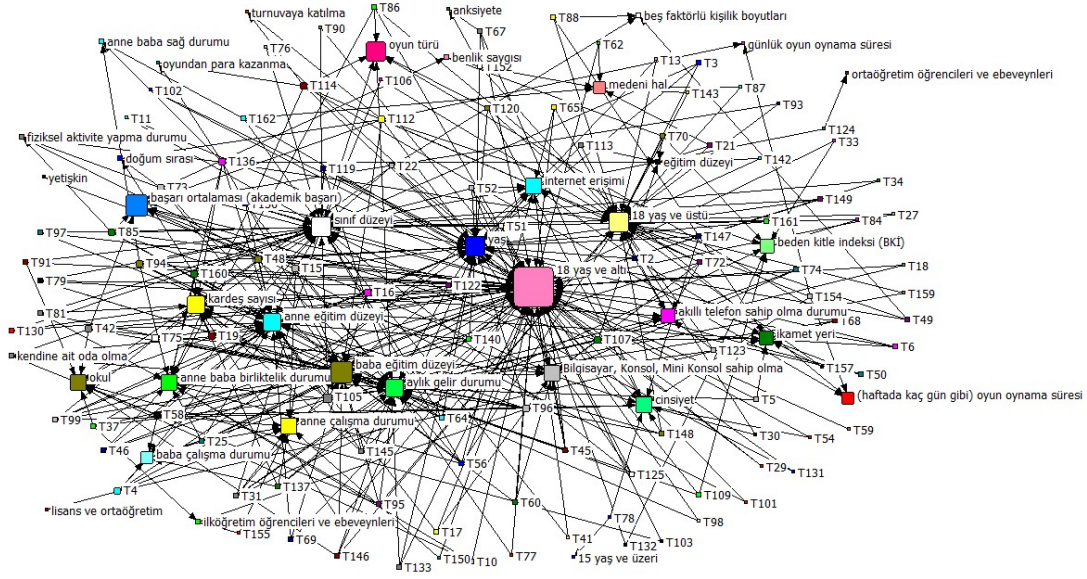 turnuvaya katılma
T86
anksiyete
T88
beş faktörlü kişilik boyutları
T90
T67
anne baba sağ durumu
T76
oyun türü
benlik saygısı
T62
günlük oyun oynama süresi
oyundan para kazanma
T152
T13
T3
T114
T106
medeni hal
T87
ortaöğretim öğrencileri ve ebeveynleri
T102
T143
T93
T11
T162
T112
T120
T65
T70
T124
fiziksel aktivite yapma durumu
T113
T21
T33
doğum sırası
T136
T119
T22
eğitim düzeyi
T142
yetişkin
T73
T52
internet erişimi
T34
başarı ortalaması (akademik başarı)
T149
T97
T85
sınıf düzeyi
T51
18 yaş ve üstü
T161
T84
T27
yaşı
T147
beden kitle indeksi (BKİ)
T91
T94
T48
T15
T2
T72
T74
T18
T79
T160
18 yaş ve altı
T122
T16
T154
T159
kardeş sayısı
T81
anne eğitim düzeyi
akıllı telefon sahip olma durumu
T68
T49
T130
T42
T75
T19
T140
T107
ikamet yeri
T6
T123
kendine ait oda olma
baba eğitim düzeyi
T157
T50
okul
anne baba birliktelik durumu
aylık gelir durumu
Bilgisayar, Konsol, Mini Konsol sahip olma
T105
T5
(haftada kaç gün gibi) oyun oynama süresi
T99
T58
T96
cinsiyet
T37
anne çalışma durumu
T64
T59
T25
T148
T30
T54
T46
baba çalışma durumu
T145
T45
T56
T29
T131
T4
T125
T31
T137
T95
T60
T109
T101
lisans ve ortaöğretim
ilköğretim öğrencileri ve ebeveynleri
T78
T98
T155
T69
T17
T41
T132
T103
T146
T150
T10
T77
15 yaş ve üzeri
T133